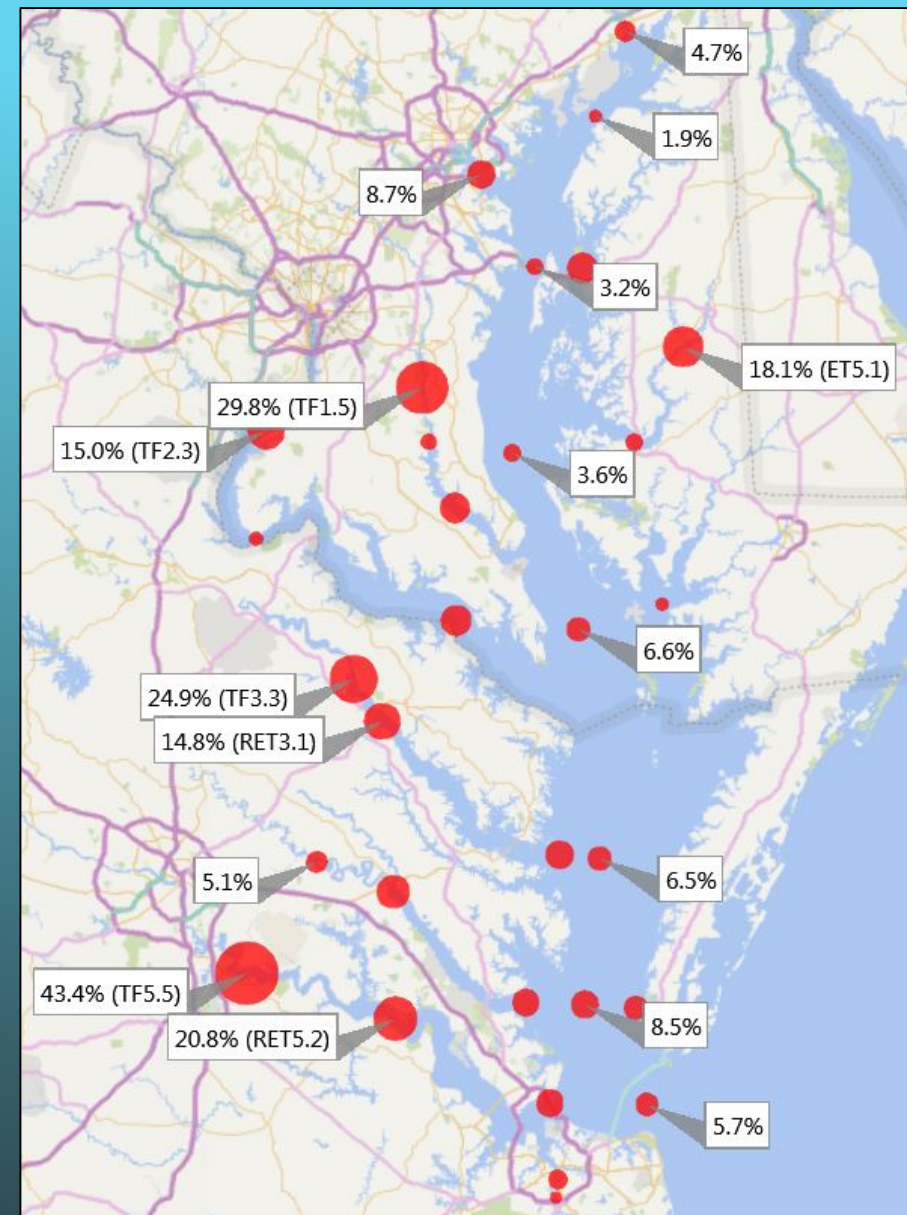 4.7%
1.9%
8.7%
3.2%
18.1% (ET5.1)
29.8% (TF1.5)
15.0% (TF2.3)
3.6%
6.6%
24.9% (TF3.3)
14.8% (RET3.1)
5.1%
6.5%
43.4% (TF5.5)
8.5%
20.8% (RET5.2)
5.7%